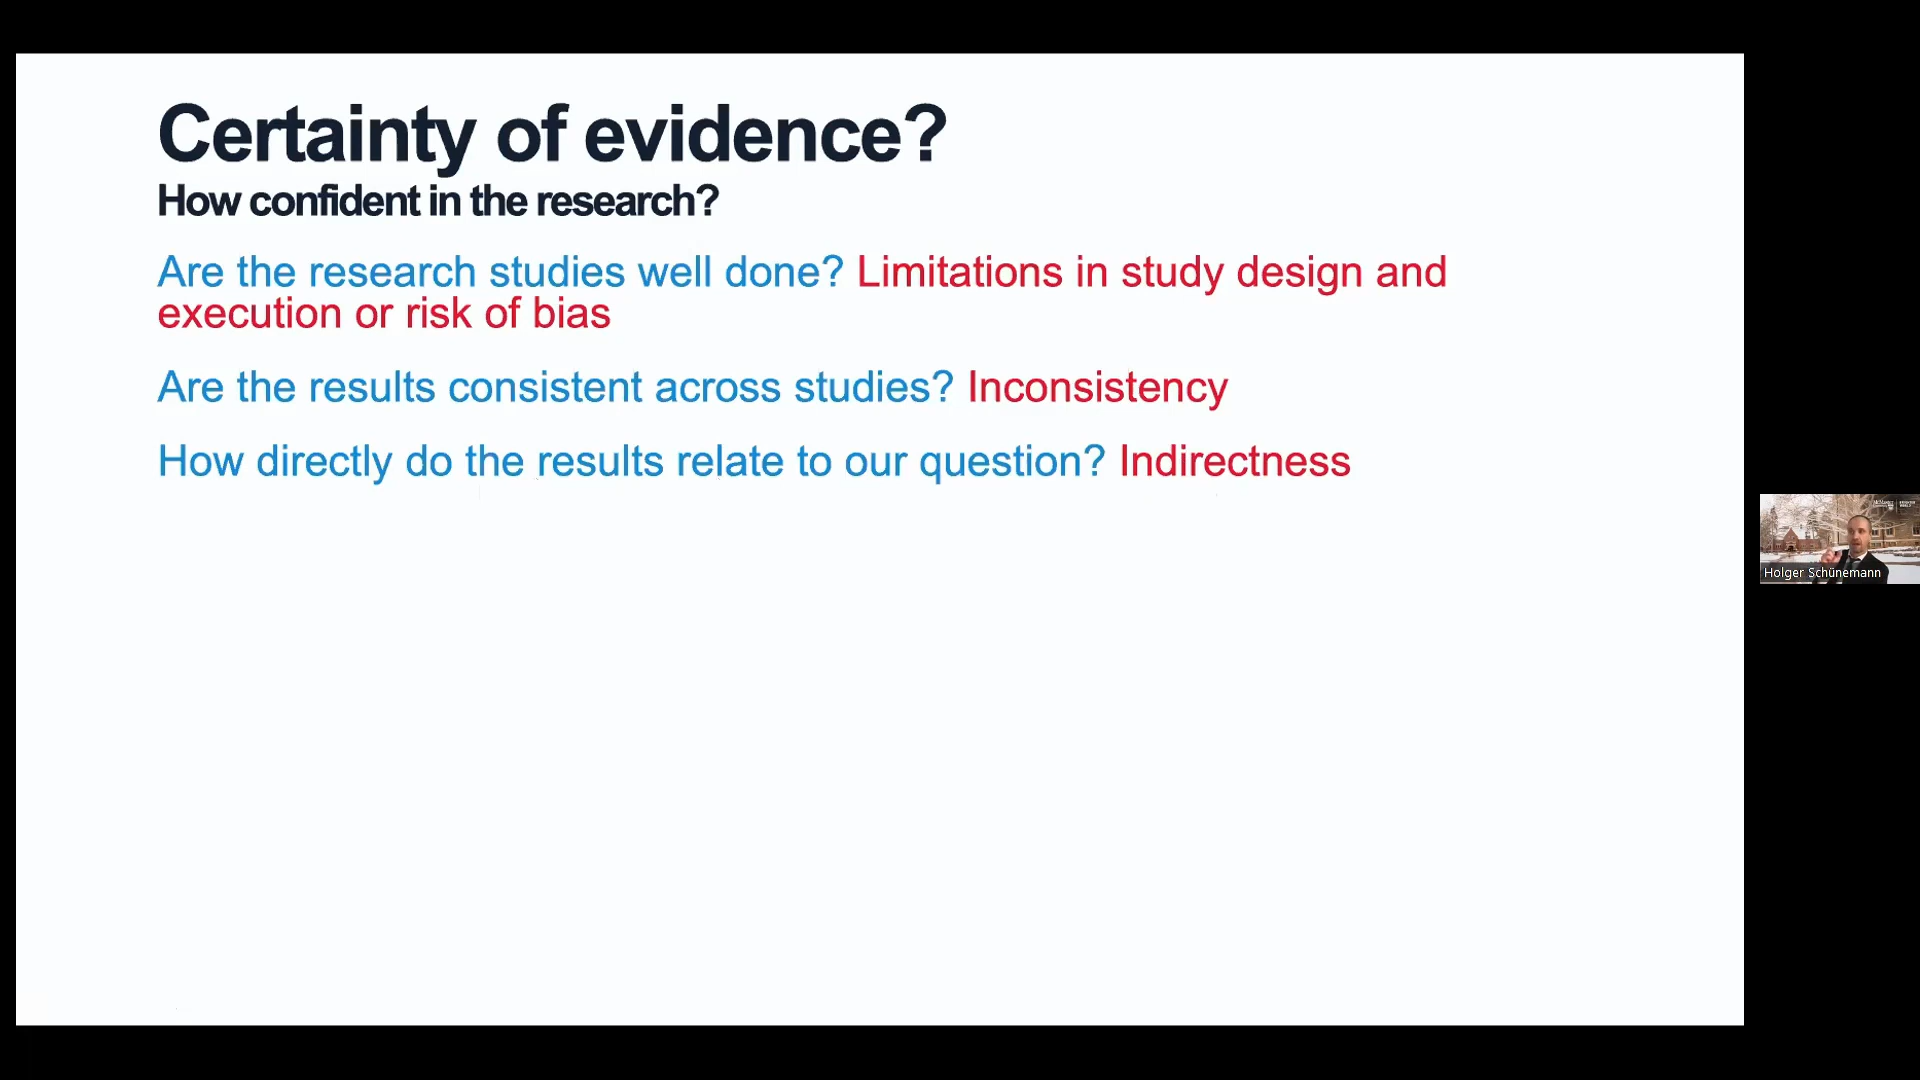 Certainty of evidence?
How confident in the research?
Are the research studies well done? Limitations in study design and
execution or risk of bias
Are the results consistent across studies? Inconsistency
How directly do the results relate to our question? Indirectness
Holger Schünemann